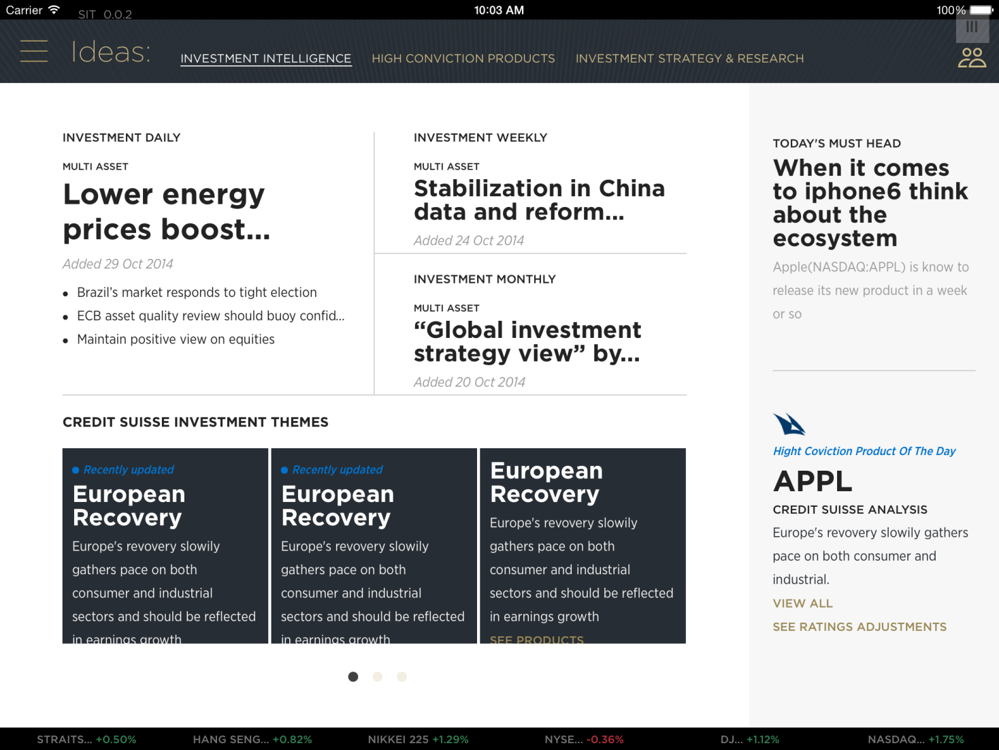 Carrier
SIT 0.0.2
10:03 AM
100%
Ideas:
INVESTMENT INTELLIGENCE
HIGH CONVICTION PRODUCTS
INVESTMENT STRATEGY & RESEARCH
INVESTMENT DAILY
MULTI ASSET
Lower energy
prices boost...
Added 29 Oct 2014
• Brazil’s market responds to tight election
• ECB asset quality review should buoy confid...
• Maintain positive view on equities
INVESTMENT WEEKLY
MULTI ASSET
Stabilization in China
data and reform...
Added 24 Oct 2014
INVESTMENT MONTHLY
MULTI ASSET
“Global investment
strategy view” by...
Added 20 Oct 2014
CREDIT SUISSE INVESTMENT THEMES
Recently updated
European
Recovery
Europe's revovery slowily
gathers pace on both
consumer and industrial
sectors and should be reflected
in earnings growth
Recently updated
European
Recovery
Europe's revovery slowily
gathers pace on both
consumer and industrial
sectors and should be reflected
in earnings growth
European
Recovery
Europe's revovery slowily
gathers pace on both
consumer and industrial
sectors and should be reflected
in earnings growth
SEE PRODUCTS
TODAY'S MUST HEAD
When it comes
to iphone6 think
about the
ecosystem
Apple(NASDAQ:APPL) is know to
release its new product in a week
or so
Hight Coviction Product Of The Day
APPL
CREDIT SUISSE ANALYSIS
Europe's revovery slowily gathers
pace on both consumer and
industrial.
VIEW ALL
SEE RATINGS ADJUSTMENTS
STRAITS... +0.50%
HANG SENG... +0.82%
NIKKEI 225 +1.29%
NYSE... -0.36%
DJ... +1.12%
NASDAQ... +1.75%